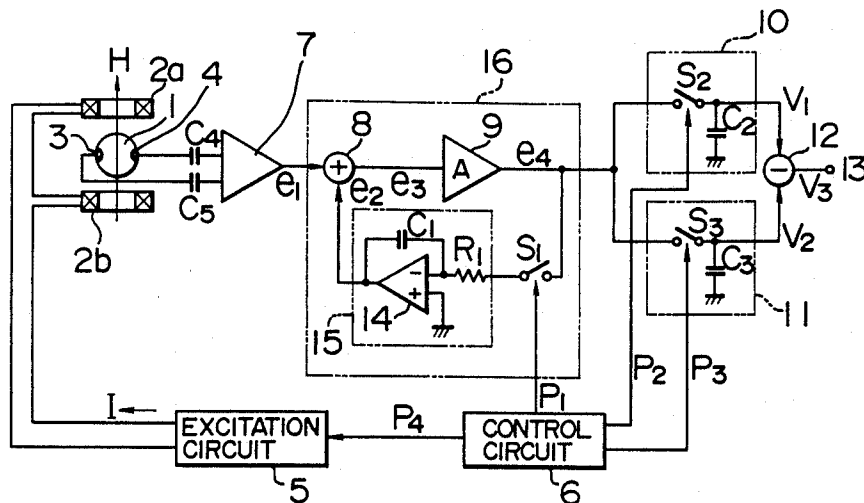 10
H
2a
1
4
7
16
S2
V1
3
C4
8
9
C2
12
+
A
e4
−
13
e1
e2
e3
V3
C5
C1
R1
S1
S3
V2
2b
C3
−
+
14
15
11
P2
P3
I
P1
P4
EXCITATION
CIRCUIT
CONTROL
CIRCUIT
5
6